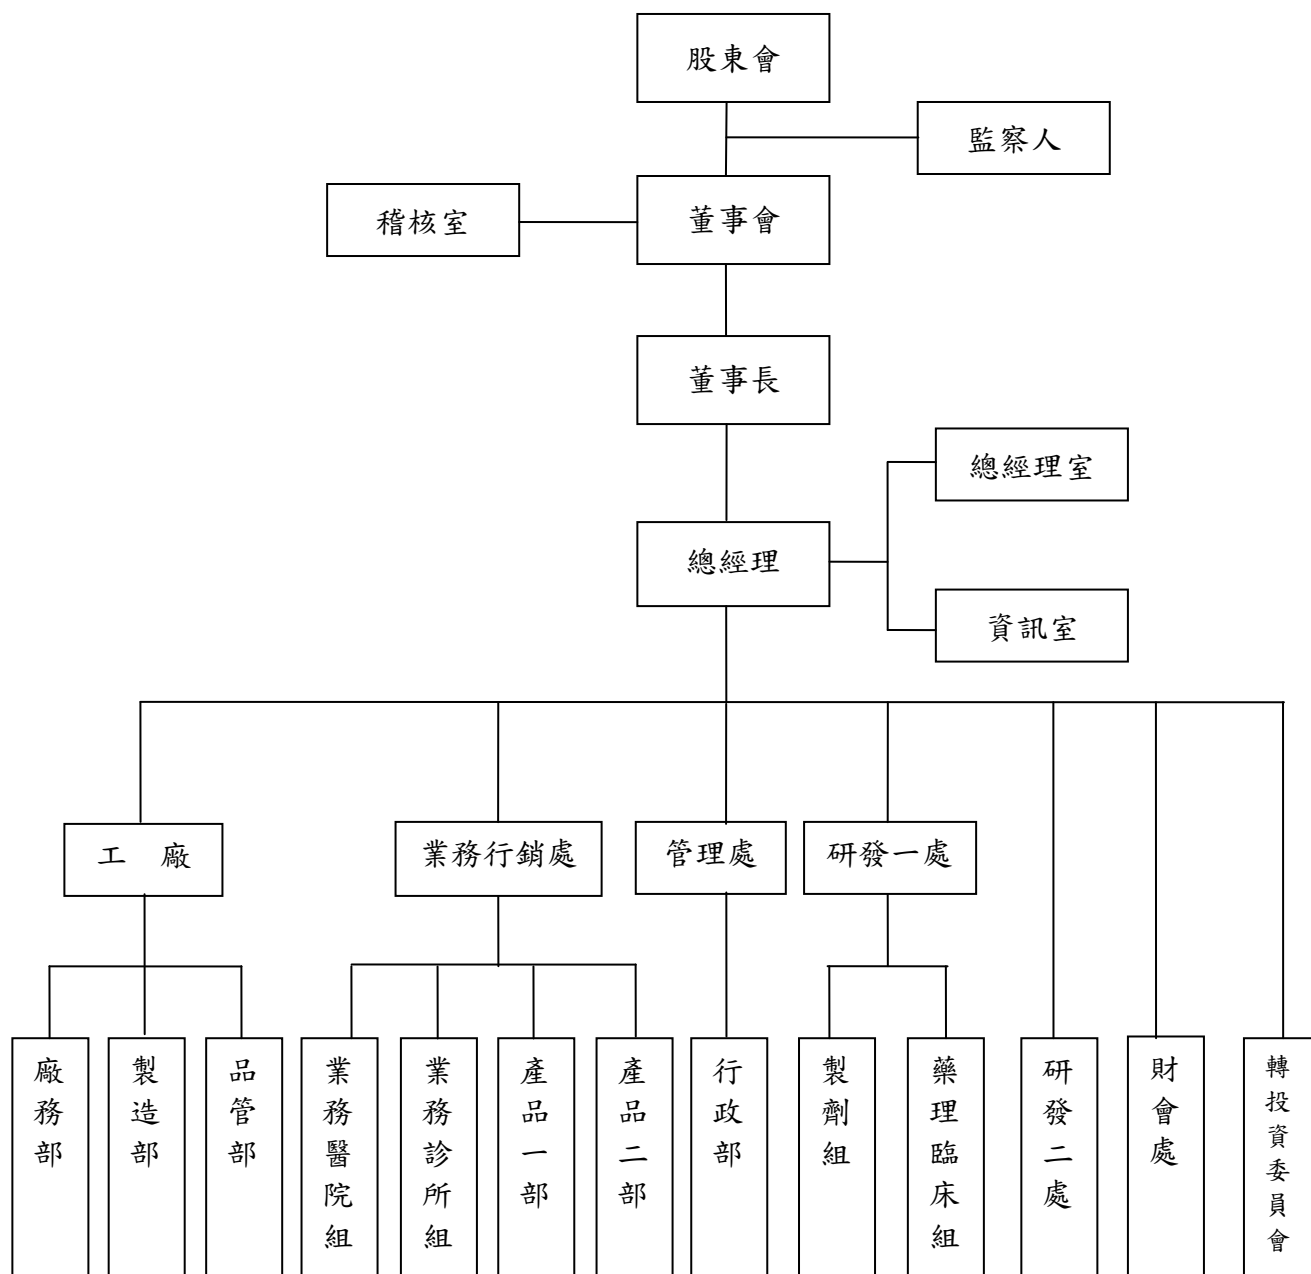 股東會
監察人
稽核室
董事會
董事長
總經理室
總經理
資訊室
工 廠
業務行銷處
管理處
研發一處
廠務部
製造部
品管部
業務醫院組
業務診所組
產品一部
產品二部
行政部
製劑組
藥理臨床組
研發二處
財會處
轉投資委員會